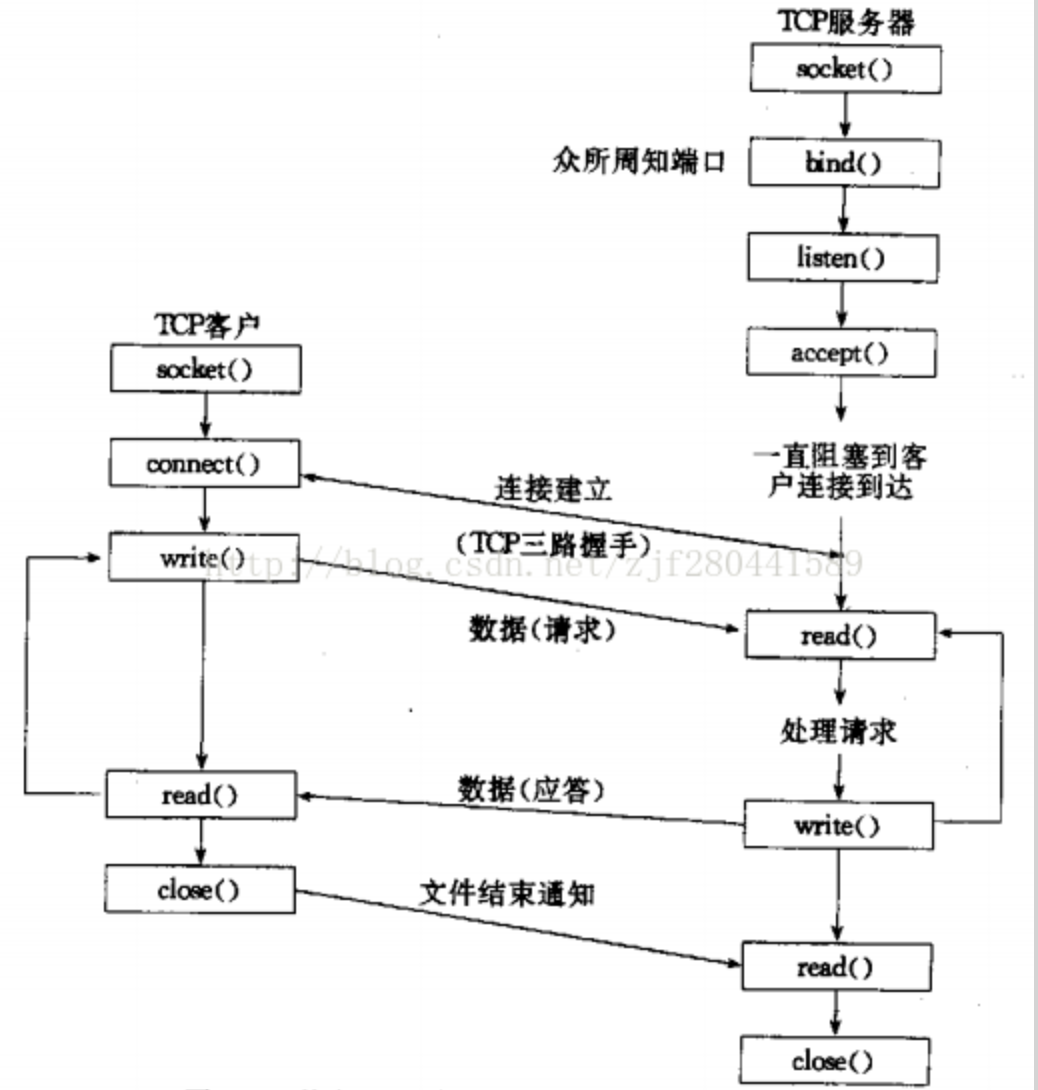 TCP服务器
socket()
众所周知端口
bind()
listen()
accept()
一直阻塞到客
户连接到达
TCP客户
socket()
connect()
连接建立
(TCP三路握手)
write()
http://blog.csdn.net/zjf280441589
数据(请求)
read()
处理请求
数据(应答)
read()
write()
close()
文件结束通知
read()
close()